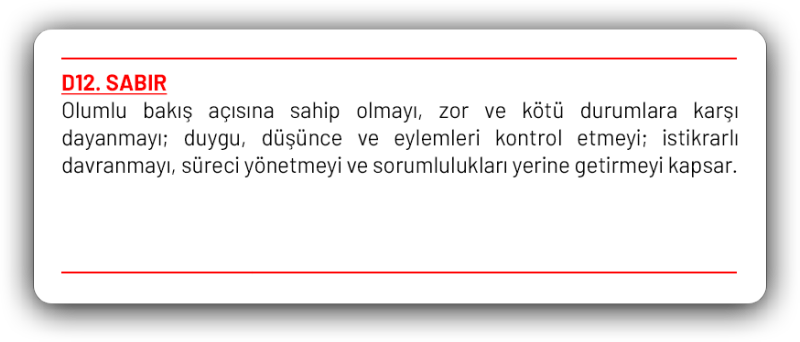 D12. SABIR
Olumlu bakış açısına sahip olmayı, zor ve kötü durumlara karşı
dayanmayı; duygu, düşünce ve eylemleri kontrol etmeyi; istikrarlı
davranmayı, süreci yönetmeyi ve sorumlulukları yerine getirmeyi kapsar.